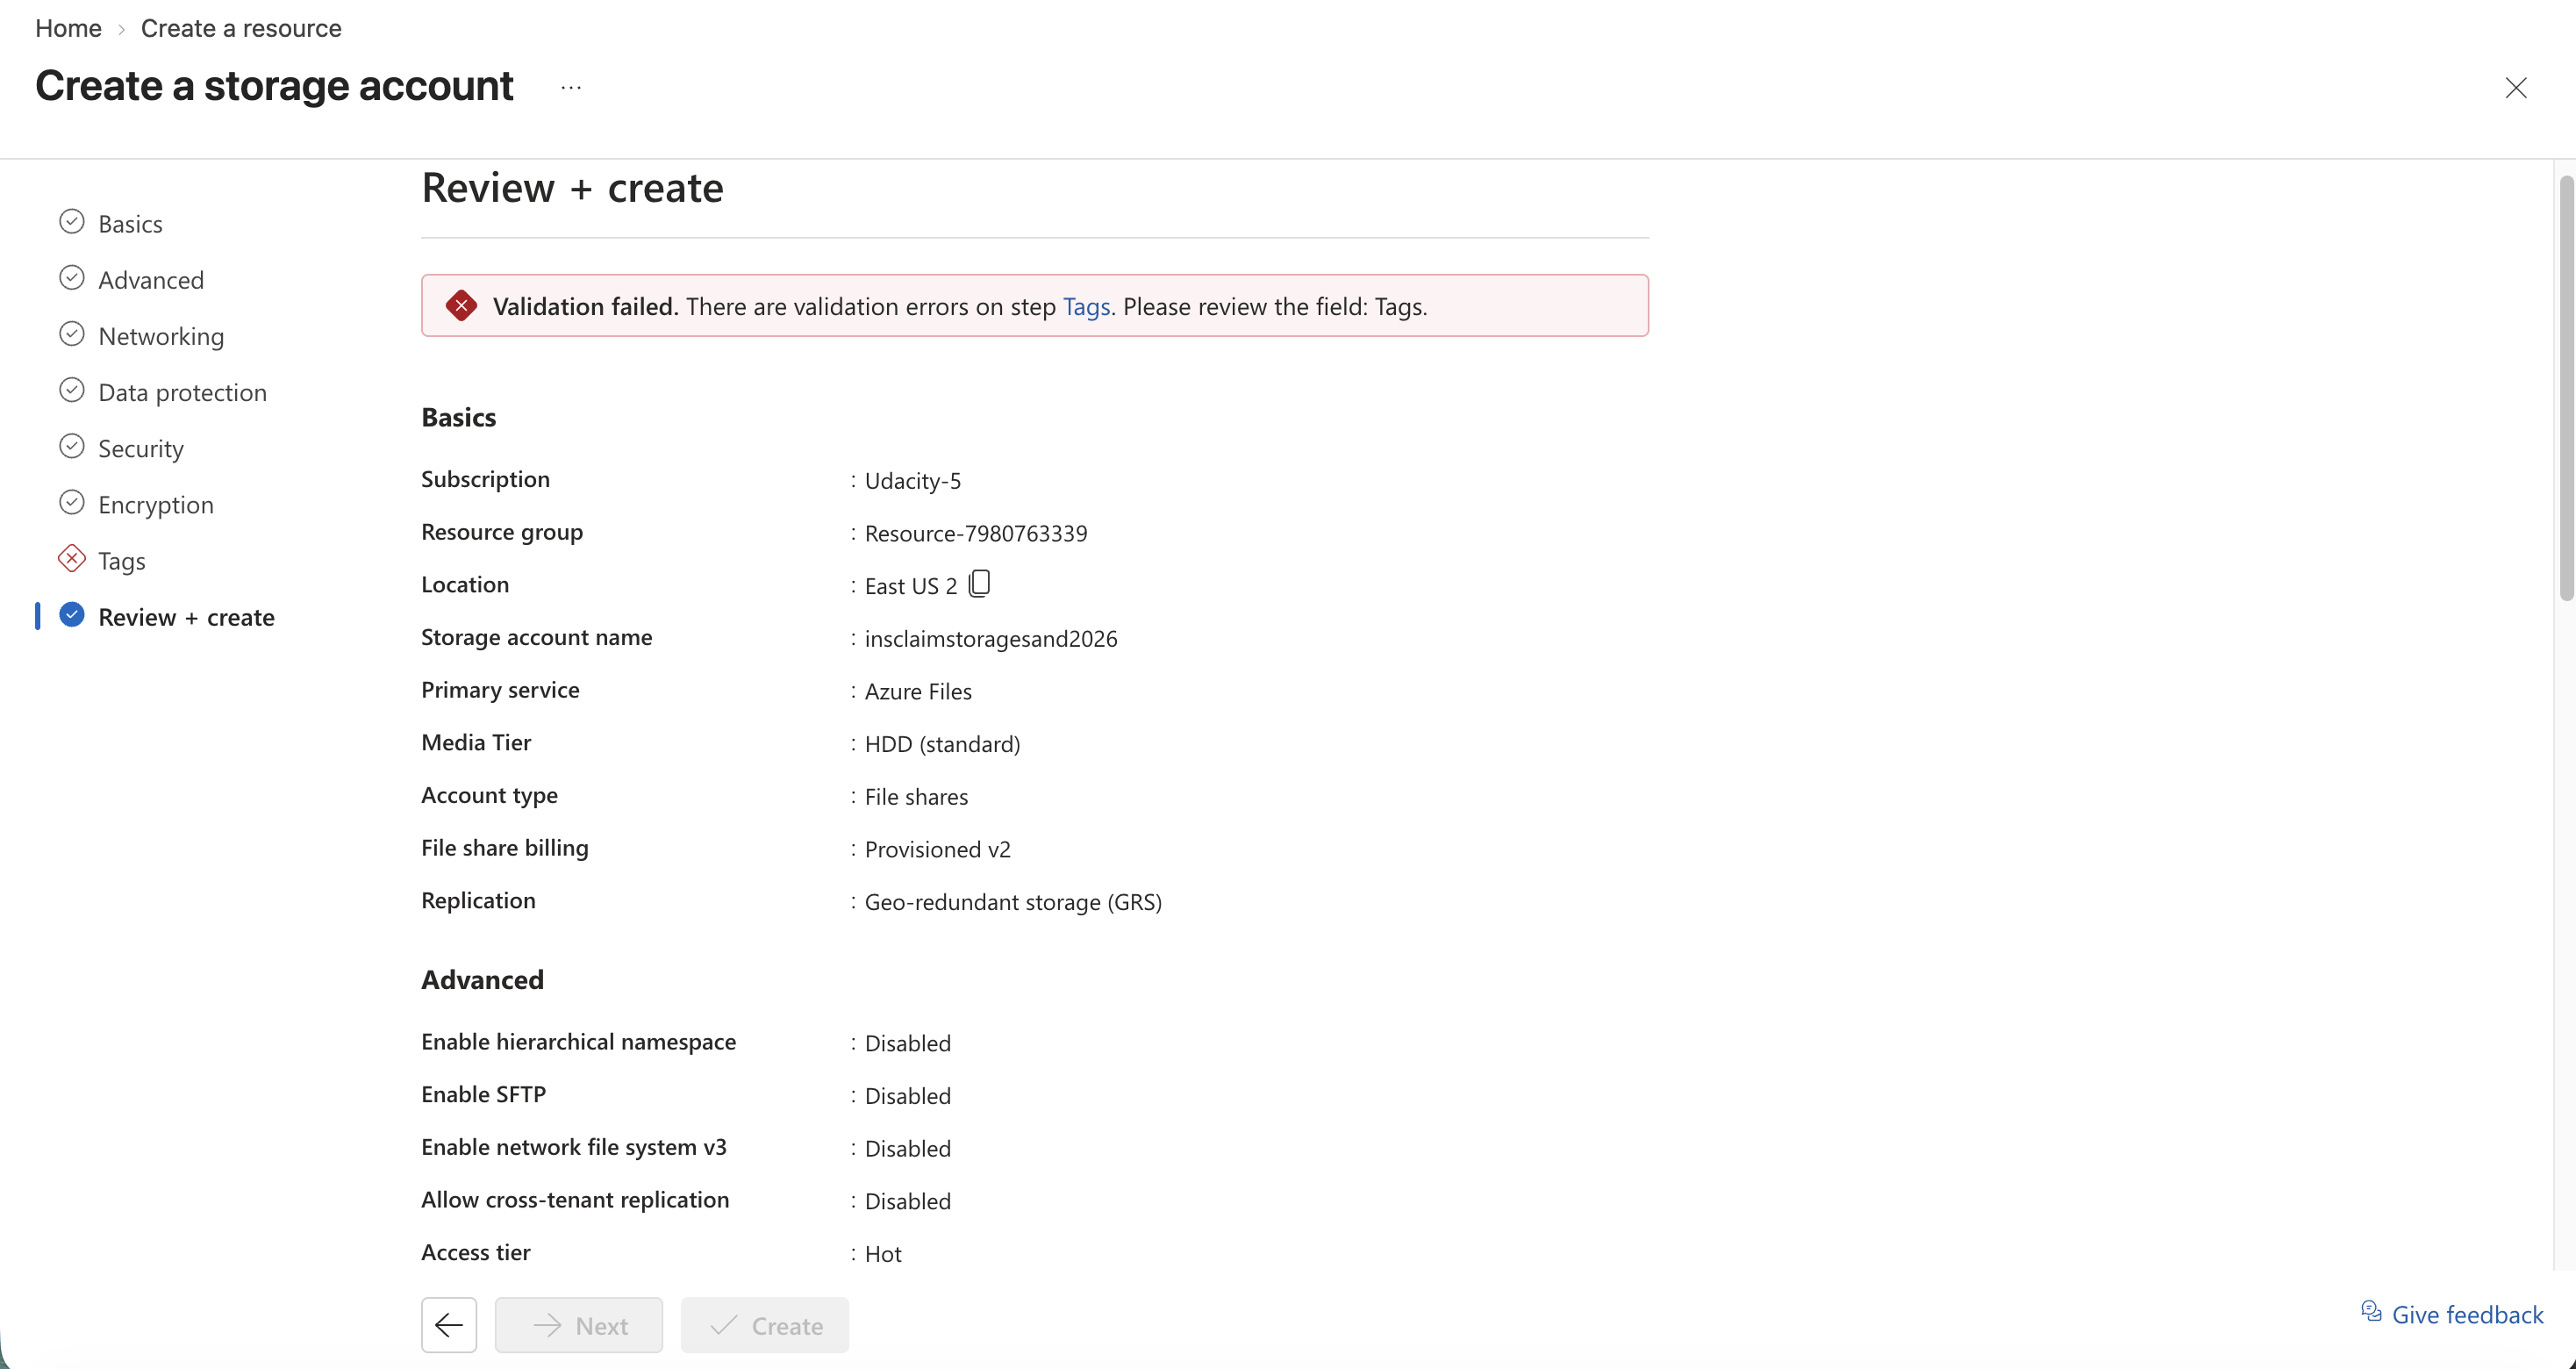 Home > Create a resource
Create a storage account ...
Basics
Advanced
Networking
Data protection
Security
Encryption
Tags
Review + create
Review + create
Validation failed. There are validation errors on step Tags. Please review the field: Tags.
Basics
Subscription : Udacity-5
Resource group : Resource-7980763339
Location : East US 2
Storage account name : insclaimstoragesand2026
Primary service : Azure Files
Media Tier : HDD (standard)
Account type : File shares
File share billing : Provisioned v2
Replication : Geo-redundant storage (GRS)
Advanced
Enable hierarchical namespace : Disabled
Enable SFTP : Disabled
Enable network file system v3 : Disabled
Allow cross-tenant replication : Disabled
Access tier : Hot
Next
Create
Give feedback